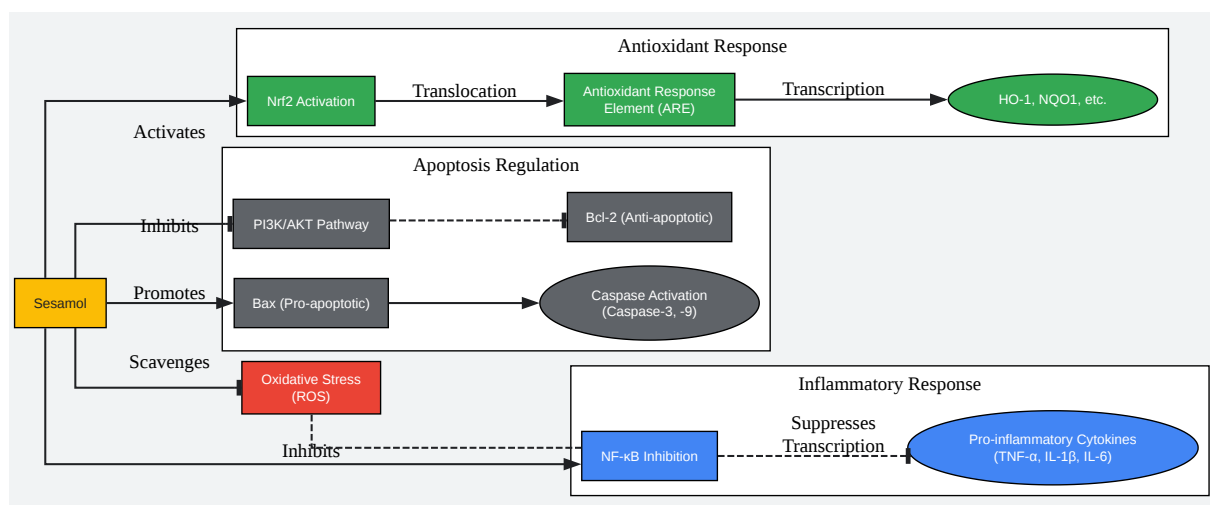 Antioxidant Response
Nrf2 Activation
Translocation
Antioxidant Response
Element (ARE)
Transcription
HO-1, NQO1, etc.
Activates
Apoptosis Regulation
Inhibits
PI3K/AKT Pathway
Bcl-2 (Anti-apoptotic)
Sesamol
Promotes
Bax (Pro-apoptotic)
Caspase Activation
(Caspase-3, -9)
Scavenges
Oxidative Stress
(ROS)
Inflammatory Response
Inhibits
NF-κB Inhibition
Suppresses
Transcription
Pro-inflammatory Cytokines
(TNF-α, IL-1β, IL-6)